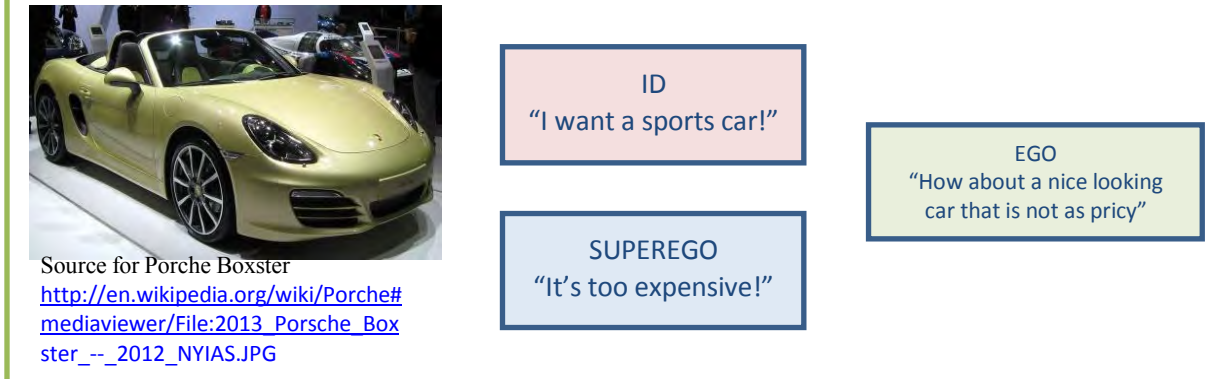 Source for Porche Boxster
http://en.wikipedia.org/wiki/Porche#
mediaviewer/File:2013_Porsche_Box
ster_--_2012_NYIAS.JPG
ID
“I want a sports car!”
SUPEREGO
“It’s too expensive!”
EGO
“How about a nice looking
car that is not as pricy”